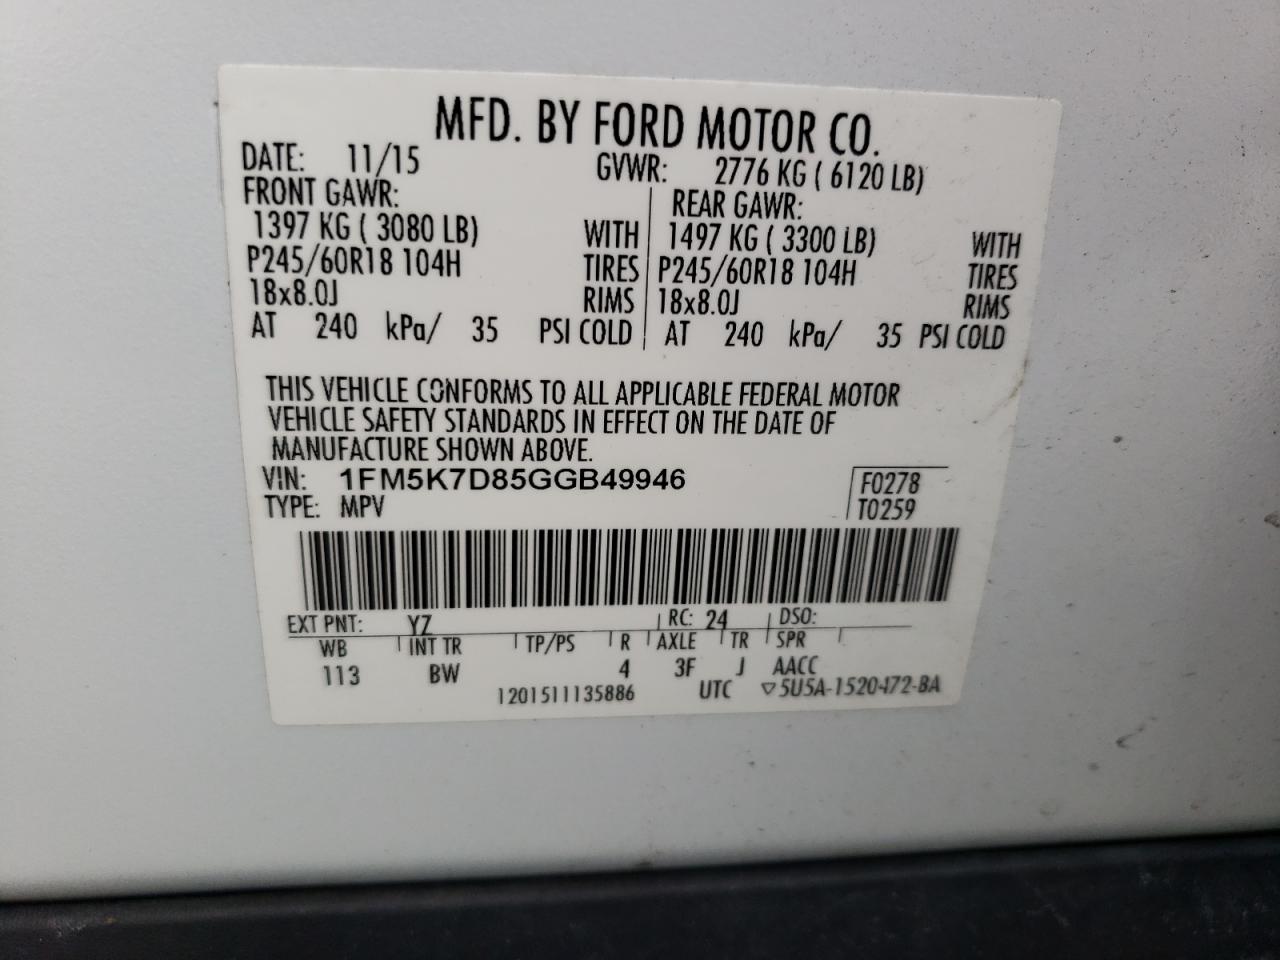 MFD. BY FORD MOTOR CO.
DATE: 11/15 GVWR: 2776 KG ( 6120 LB)
FRONT GAWR: REAR GAWR:
1397 KG ( 3080 LB) WITH 1497 KG ( 3300 LB) WITH
P245/60R18 104H TIRES P245/60R18 104H TIRES
18x8.0J RIMS 18x8.0J RIMS
AT 240 kPa/ 35 PSI COLD AT 240 kPa/ 35 PSI COLD
THIS VEHICLE CONFORMS TO ALL APPLICABLE FEDERAL MOTOR
VEHICLE SAFETY STANDARDS IN EFFECT ON THE DATE OF
MANUFACTURE SHOWN ABOVE.
VIN: 1FM5K7D85GGB49946 F0278
TYPE: MPV T0259
EXT PNT: YZ RC: 24 DSO:
WB INT TR TP/PS R AXLE TR SPR
113 BW 4 3F J AACC
1201511135886 UTC ▽5U5A-1520472-BA